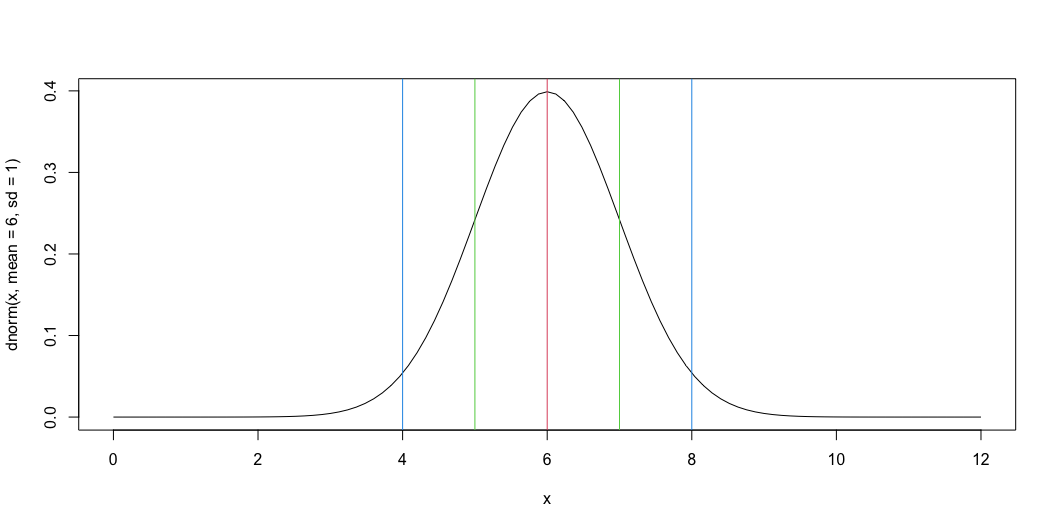 dnorm(x, mean = 6, sd = 1)
0.4
0.3
0.2
0.1
0.0
0 2 4 6 8 10 12
x